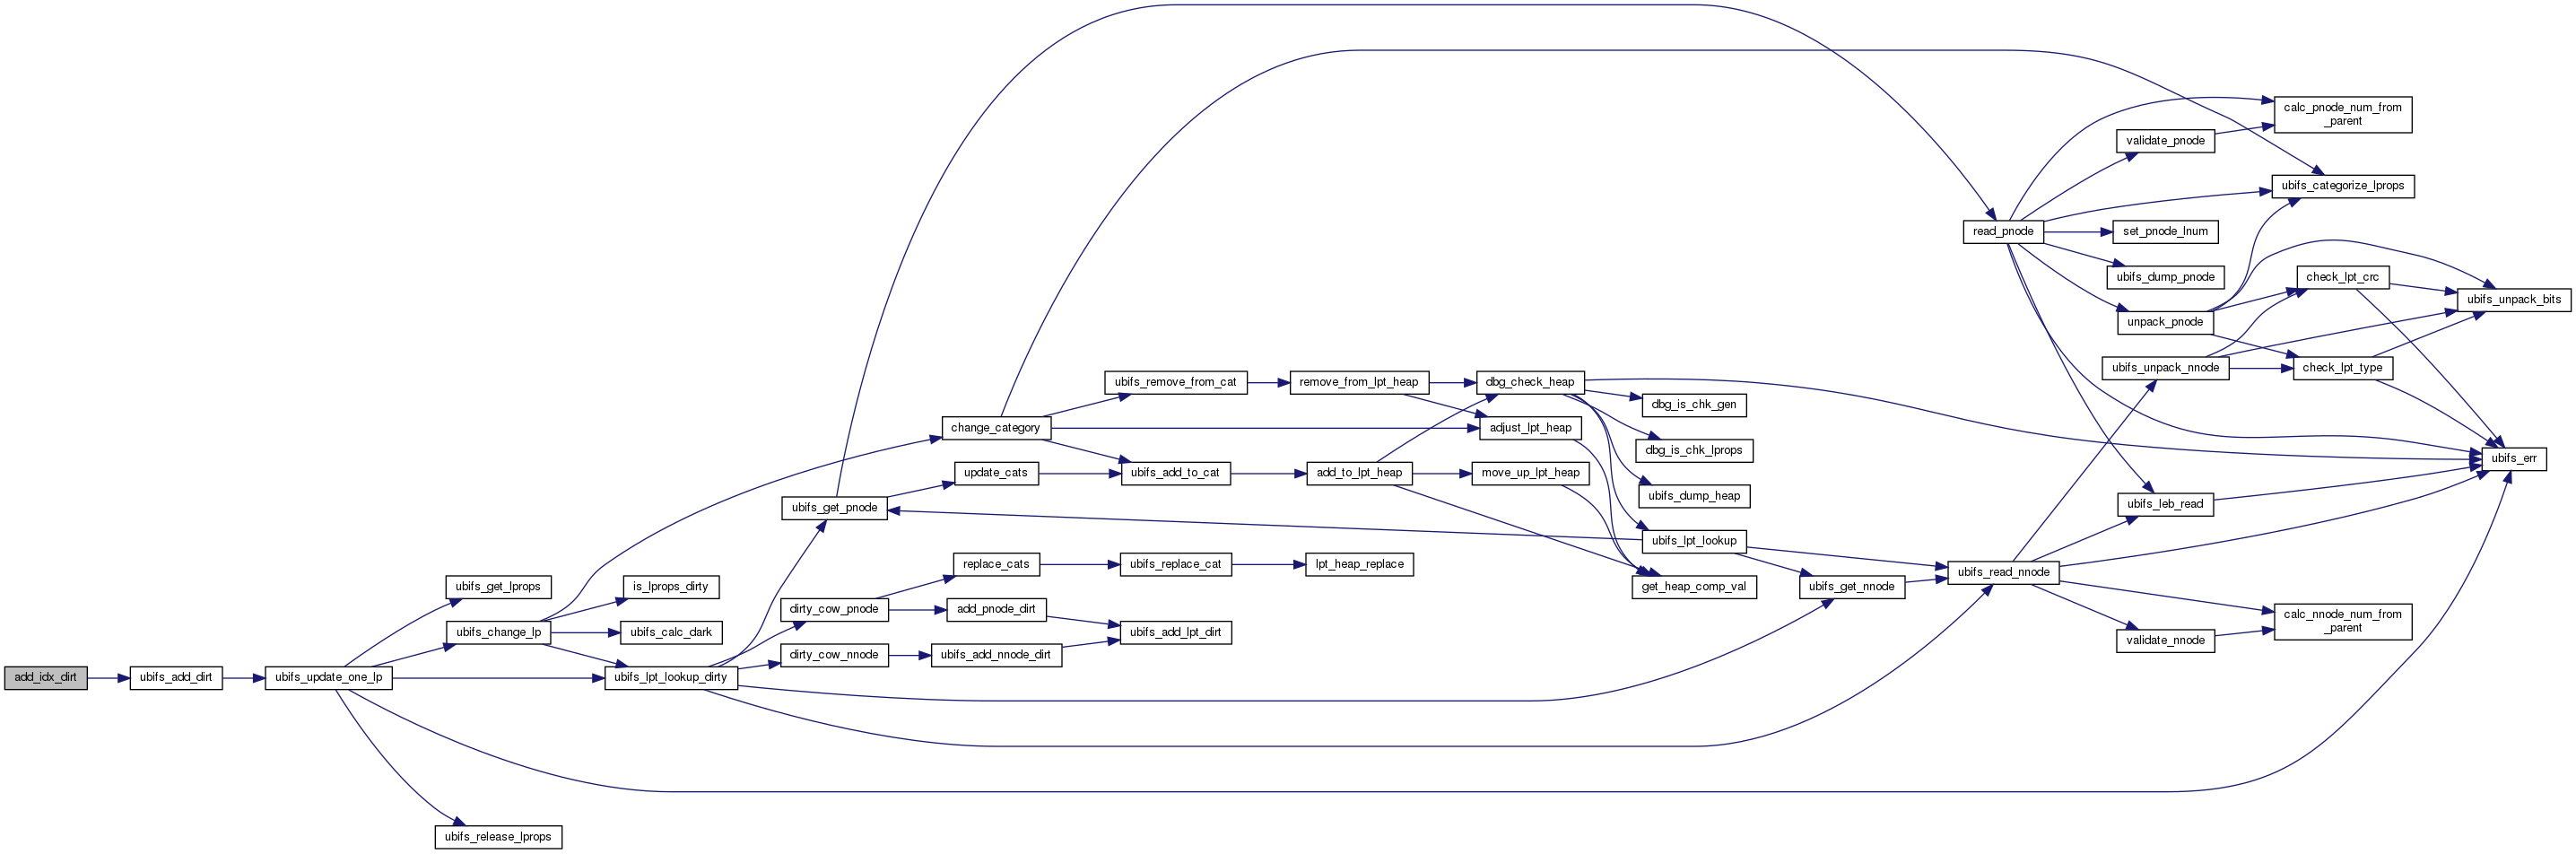 add_idx_dirt
ubifs_add_dirt
ubifs_update_one_lp
ubifs_get_lprops
ubifs_change_lp
ubifs_release_lprops
is_lprops_dirty
ubifs_calc_dark
ubifs_lpt_lookup_dirty
ubifs_get_pnode
dirty_cow_pnode
dirty_cow_nnode
change_category
update_cats
replace_cats
add_pnode_dirt
ubifs_add_nnode_dirt
ubifs_remove_from_cat
ubifs_add_to_cat
ubifs_replace_cat
ubifs_add_lpt_dirt
remove_from_lpt_heap
add_to_lpt_heap
lpt_heap_replace
dbg_check_heap
adjust_lpt_heap
move_up_lpt_heap
dbg_is_chk_gen
dbg_is_chk_lprops
ubifs_dump_heap
ubifs_lpt_lookup
get_heap_comp_val
ubifs_get_nnode
read_pnode
ubifs_read_nnode
validate_pnode
set_pnode_lnum
ubifs_dump_pnode
unpack_pnode
ubifs_unpack_nnode
ubifs_leb_read
validate_nnode
calc_pnode_num_from
_parent
ubifs_categorize_lprops
check_lpt_crc
check_lpt_type
calc_nnode_num_from
_parent
ubifs_unpack_bits
ubifs_err